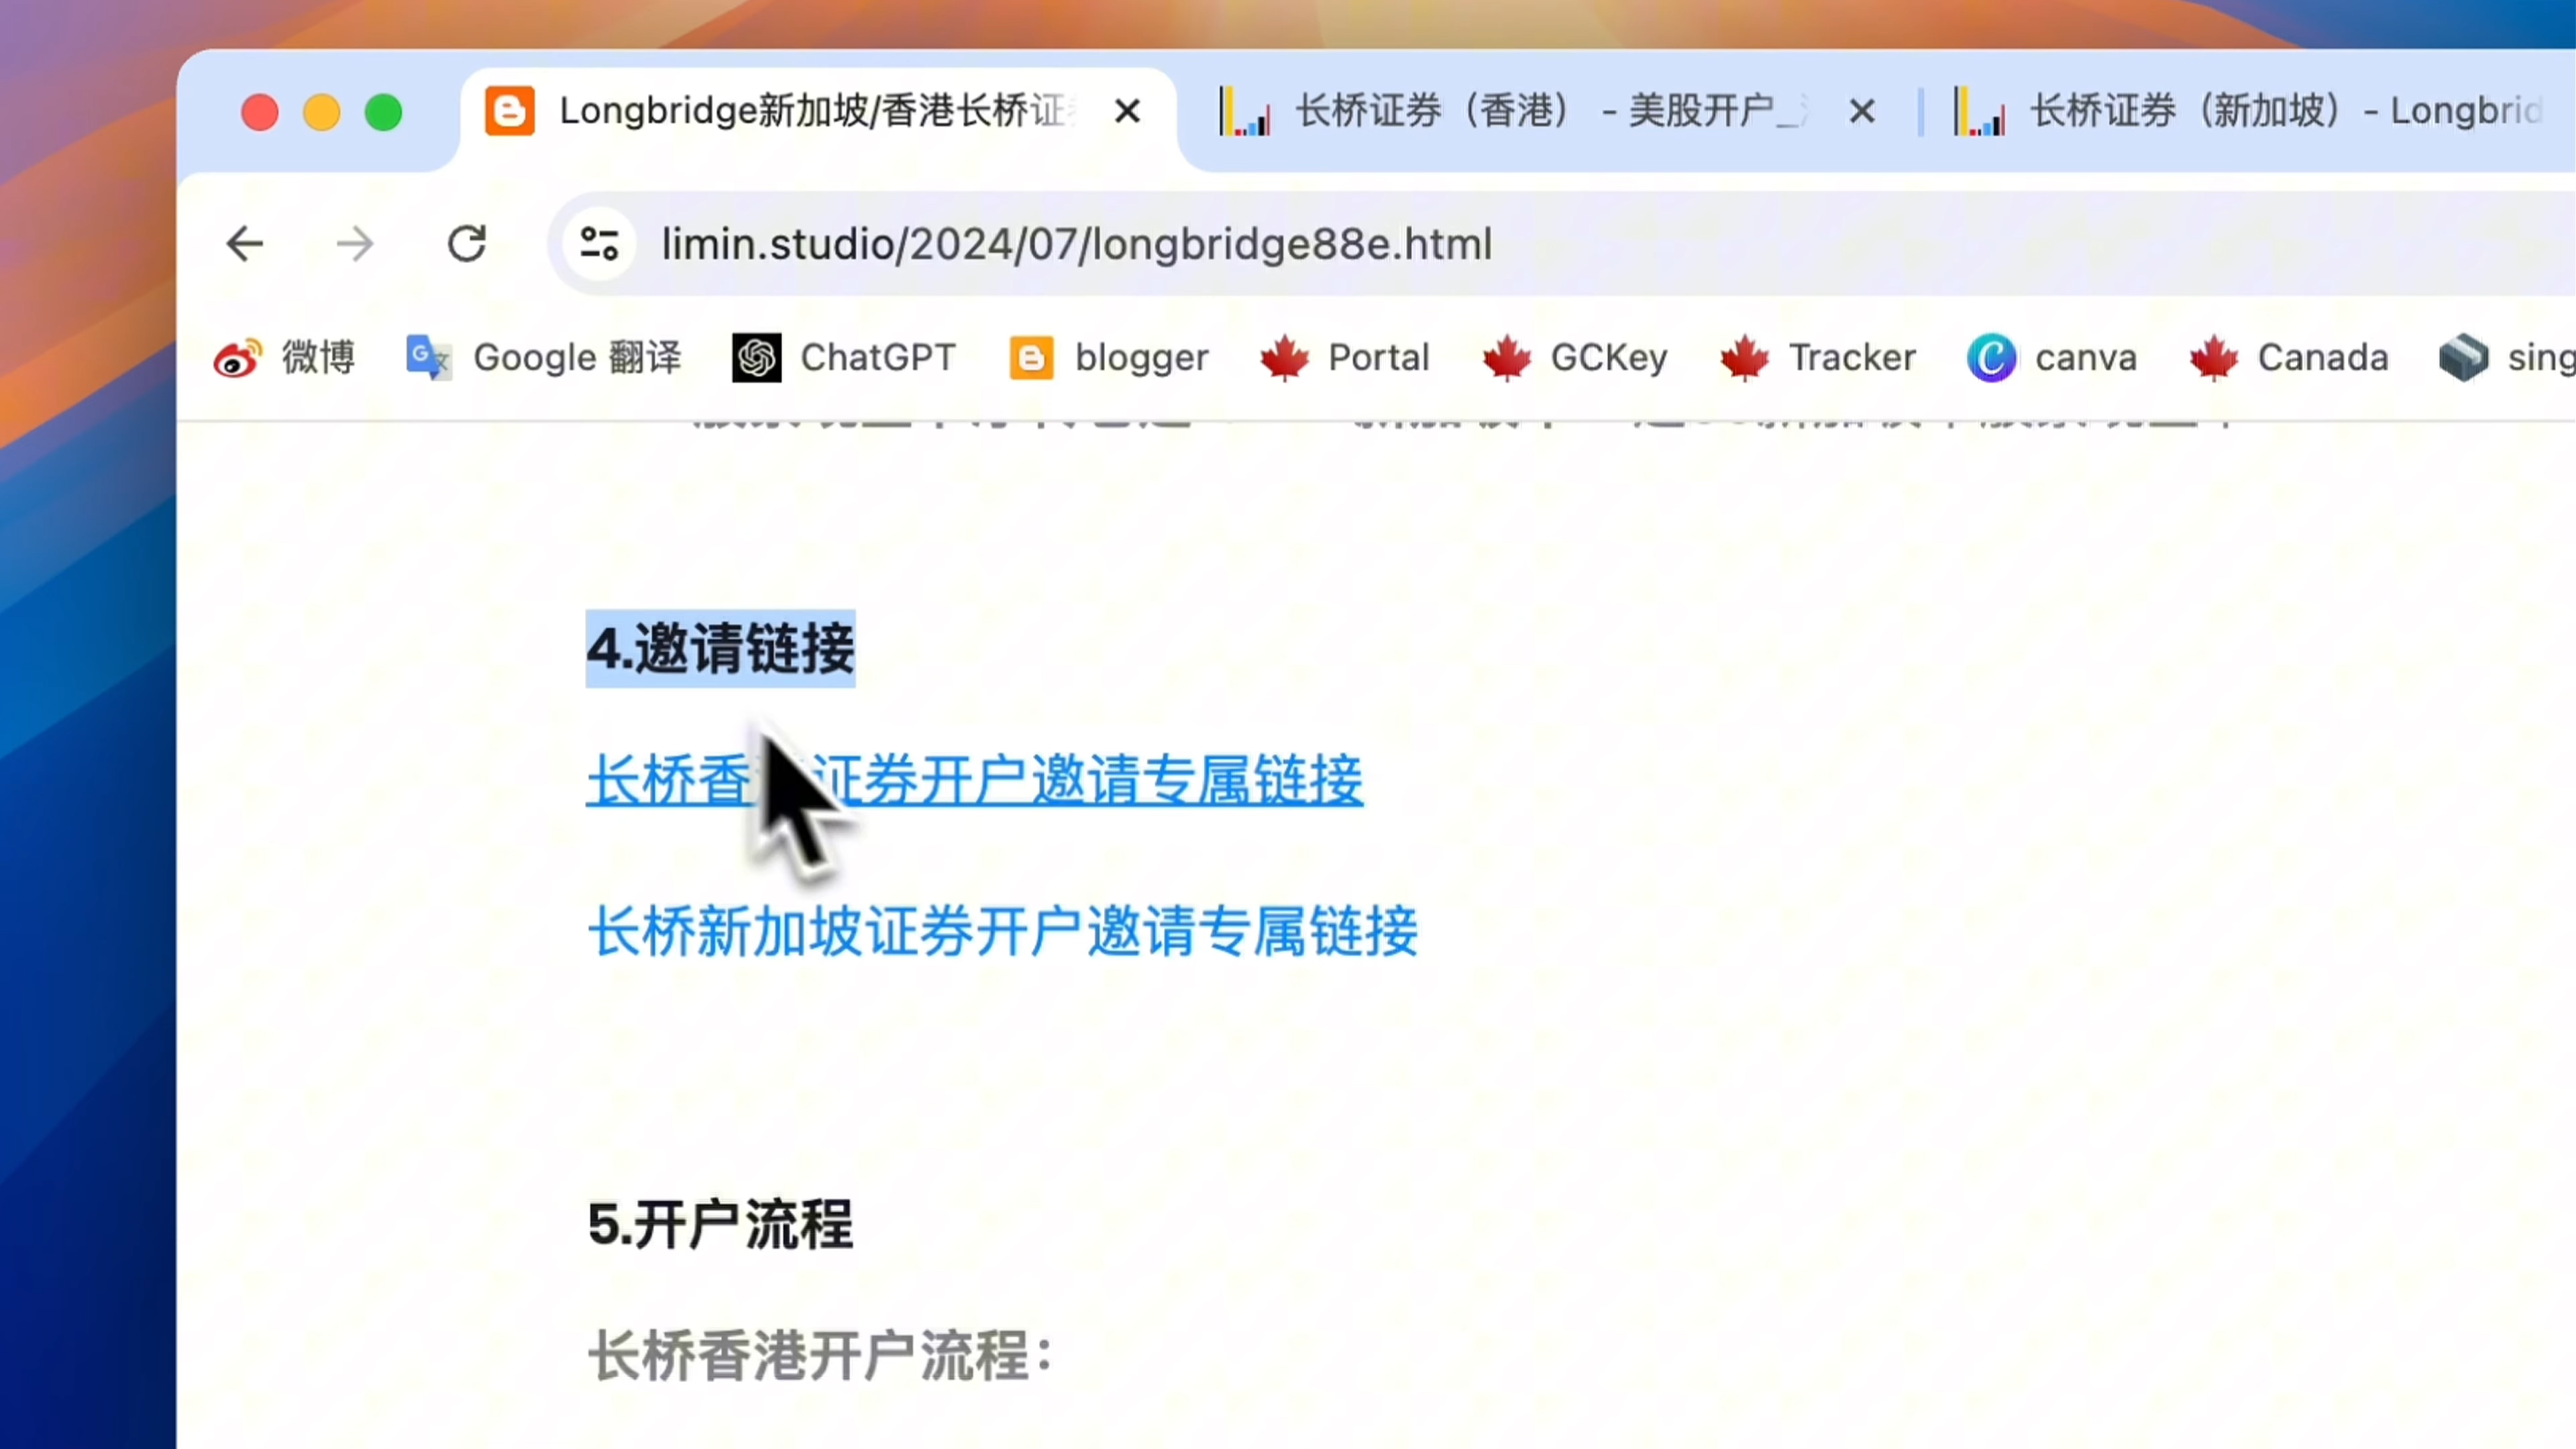 Longbridge新加坡/香港长桥证
长桥证券（香港） - 美股开户_
长桥证券（新加坡）- Longbrid
limin.studio/2024/07/longbridge88e.html
微博
Google 翻译
ChatGPT
blogger
Portal
GCKey
Tracker
canva
Canada
sing
4.邀请链接
长桥香 证券开户邀请专属链接
长桥新加坡证券开户邀请专属链接
5.开户流程
长桥香港开户流程：